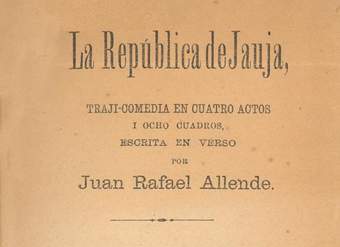 La República de Jauja,
TRAJI-COMEDIA EN CUATRO ACTOS
I OCHO CUADROS,
ESCRITA EN VERSO
POR
Juan Rafael Allende.